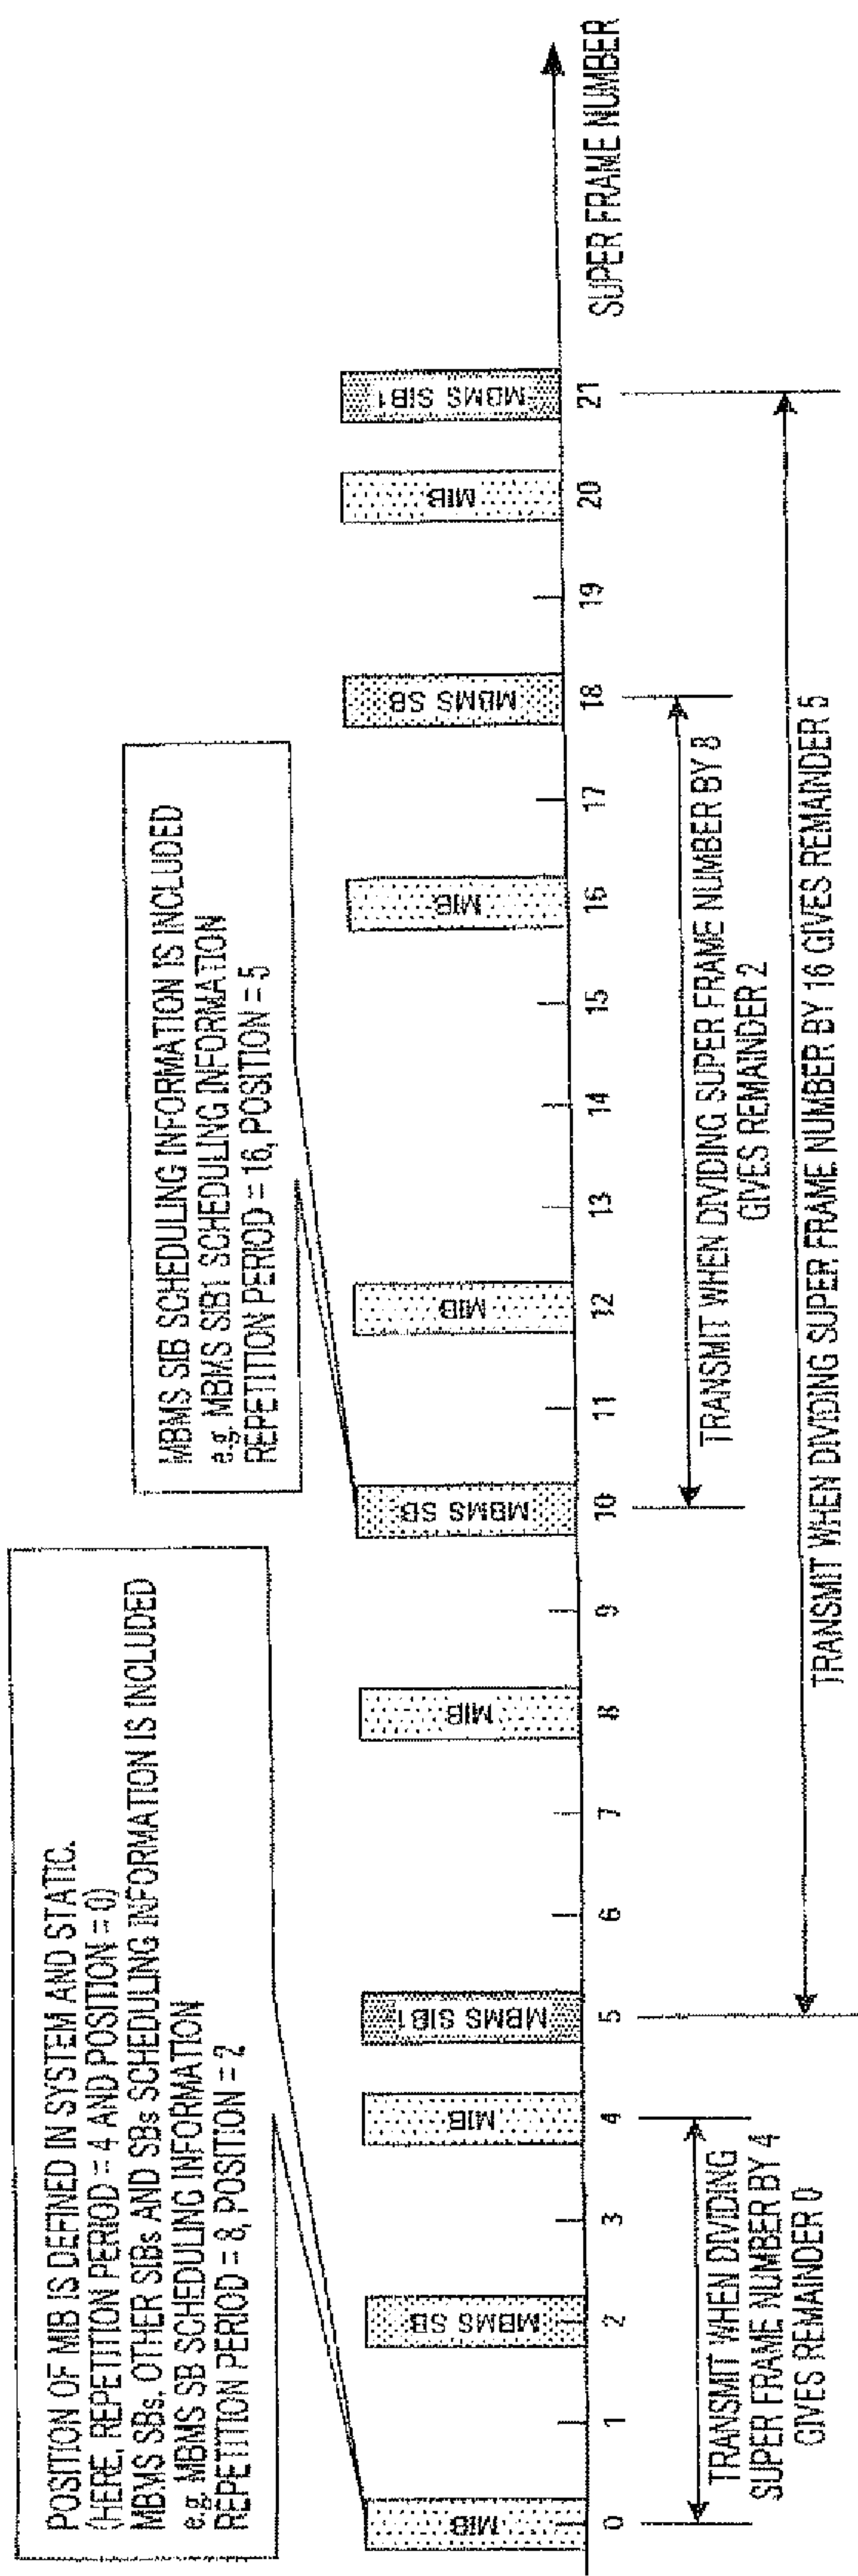 POSITION OF MIB IS DEFINED IN SYSTEM AND STATIC.
(HERE, REPETITION PERIOD = 4 AND POSITION = 0)
MBMS SBs, OTHER SIBs AND SBs SCHEDULING INFORMATION IS INCLUDED
e.g. MBMS SB SCHEDULING INFORMATION
REPETITION PERIOD = 8, POSITION = 2
MBMS SIB SCHEDULING INFORMATION IS INCLUDED
e.g. MBMS SIB1 SCHEDULING INFORMATION
REPETITION PERIOD = 16, POSITION = 5
MIB
MBMS SB
MIB
MBMS SIB1
MIB
MBMS SB
MIB
MIB
MBMS SB
MIB
MBMS SIB1
0 1 2 3 4 5 6 7 8 9 10 11 12 13 14 15 16 17 18 19 20 21
SUPER FRAME NUMBER
TRANSMIT WHEN DIVIDING
SUPER FRAME NUMBER BY 4
GIVES REMAINDER 0
TRANSMIT WHEN DIVIDING SUPER FRAME NUMBER BY 8
GIVES REMAINDER 2
TRANSMIT WHEN DIVIDING SUPER FRAME NUMBER BY 16 GIVES REMAINDER 5